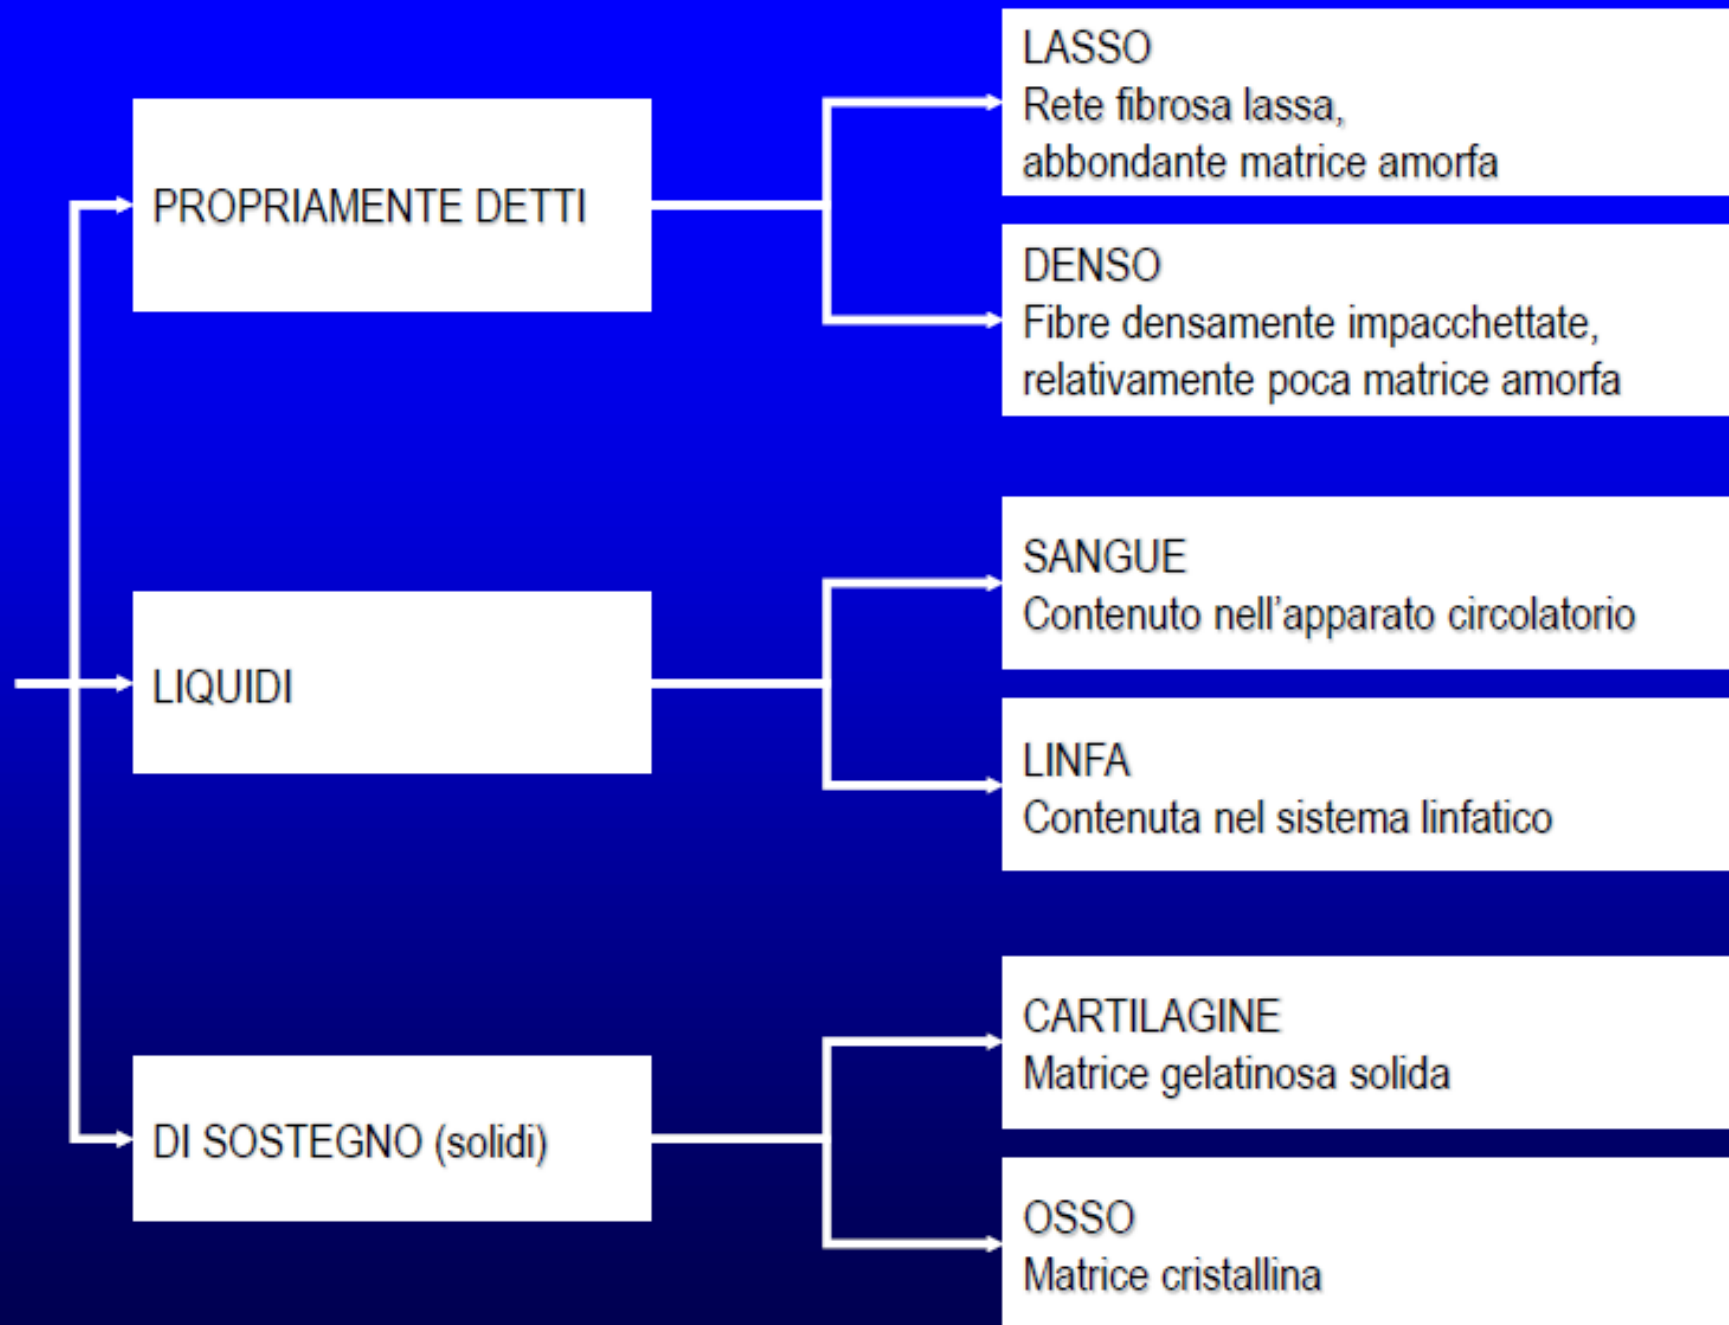 PROPRIAMENTE DETTI
LASSO
Rete fibrosa lassa,
abbondante matrice amorfa
DENSO
Fibre densamente impacchettate,
relativamente poca matrice amorfa
LIQUIDI
SANGUE
Contenuto nell’apparato circolatorio
LINFA
Contenuta nel sistema linfatico
DI SOSTEGNO (solidi)
CARTILAGINE
Matrice gelatinosa solida
OSSO
Matrice cristallina